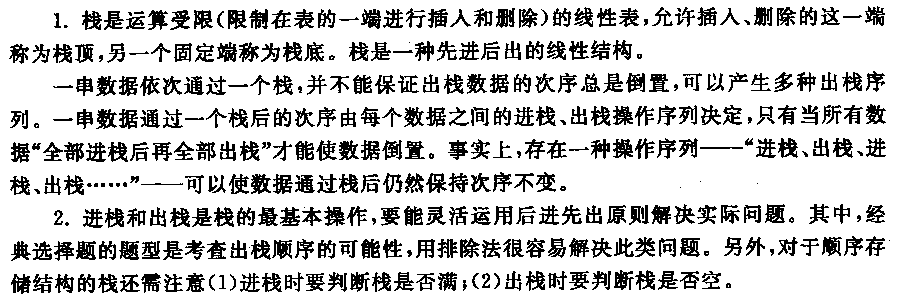 1. 栈是运算受限(限制在表的一端进行插入和删除)的线性表,允许插入、删除的这一端
称为栈顶,另一个固定端称为栈底。栈是一种先进后出的线性结构。
一串数据依次通过一个栈,并不能保证出栈数据的次序总是倒置,可以产生多种出栈序
列。一串数据通过一个栈后的次序由每个数据之间的进栈、出栈操作序列决定,只有当所有数
据“全部进栈后再全部出栈”才能使数据倒置。事实上,存在一种操作序列——“进栈、出栈、进
栈、出栈……”——可以使数据通过栈后仍然保持次序不变。
2. 进栈和出栈是栈的最基本操作,要能灵活运用后进先出原则解决实际问题。其中,经
典选择题的题型是考查出栈顺序的可能性,用排除法很容易解决此类问题。另外,对于顺序存
储结构的栈还需注意(1)进栈时要判断栈是否满;(2)出栈时要判断栈是否空。